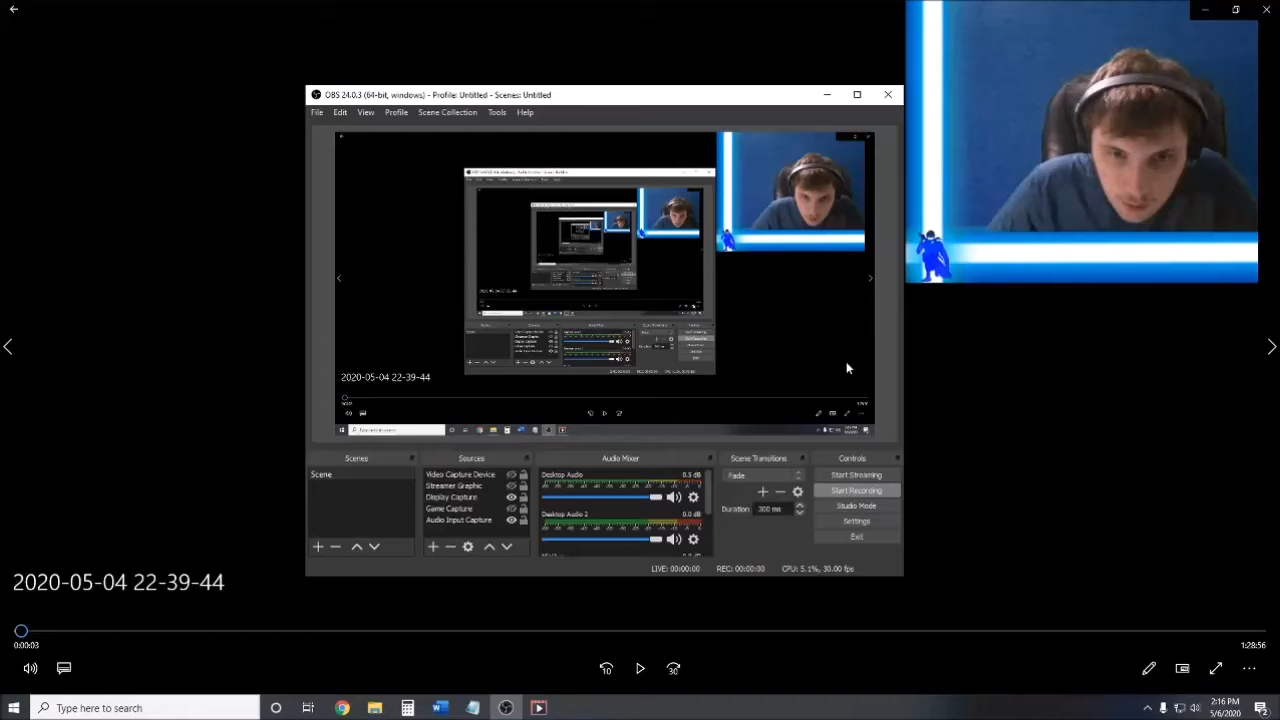 OBS 24.0.3 (64-bit, windows) - Profile: Untitled - Scenes: Untitled
File Edit View Profile Scene Collection Tools Help
2020-05-04 22-39-44
Scenes Sources Audio Mixer Scene Transitions Controls
Scene
Video Capture Device
Streamer Graphic
Display Capture
Game Capture
Audio Input Capture
Desktop Audio 0.5 dB
Desktop Audio 2 0.0 dB
Fade
Duration 300 ms
Start Streaming
Start Recording
Studio Mode
Settings
Exit
LIVE: 00:00:00 REC: 00:00:00 CPU: 5.1%, 30.00 fps
2020-05-04 22-39-44
0:00:03 1:28:56
10 30
Type here to search
2:16 PM
5/6/2020
2